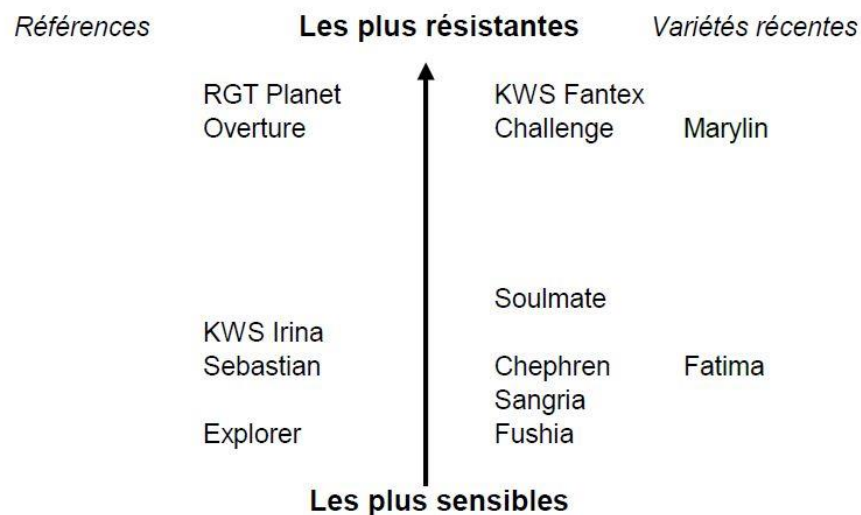 Références Les plus résistantes Variétés récentes
RGT Planet KWS Fantex
Overture Challenge Marylin
Soulmate
KWS Irina
Sebastian Chephren Fatima
Sangria
Explorer Fushia
Les plus sensibles